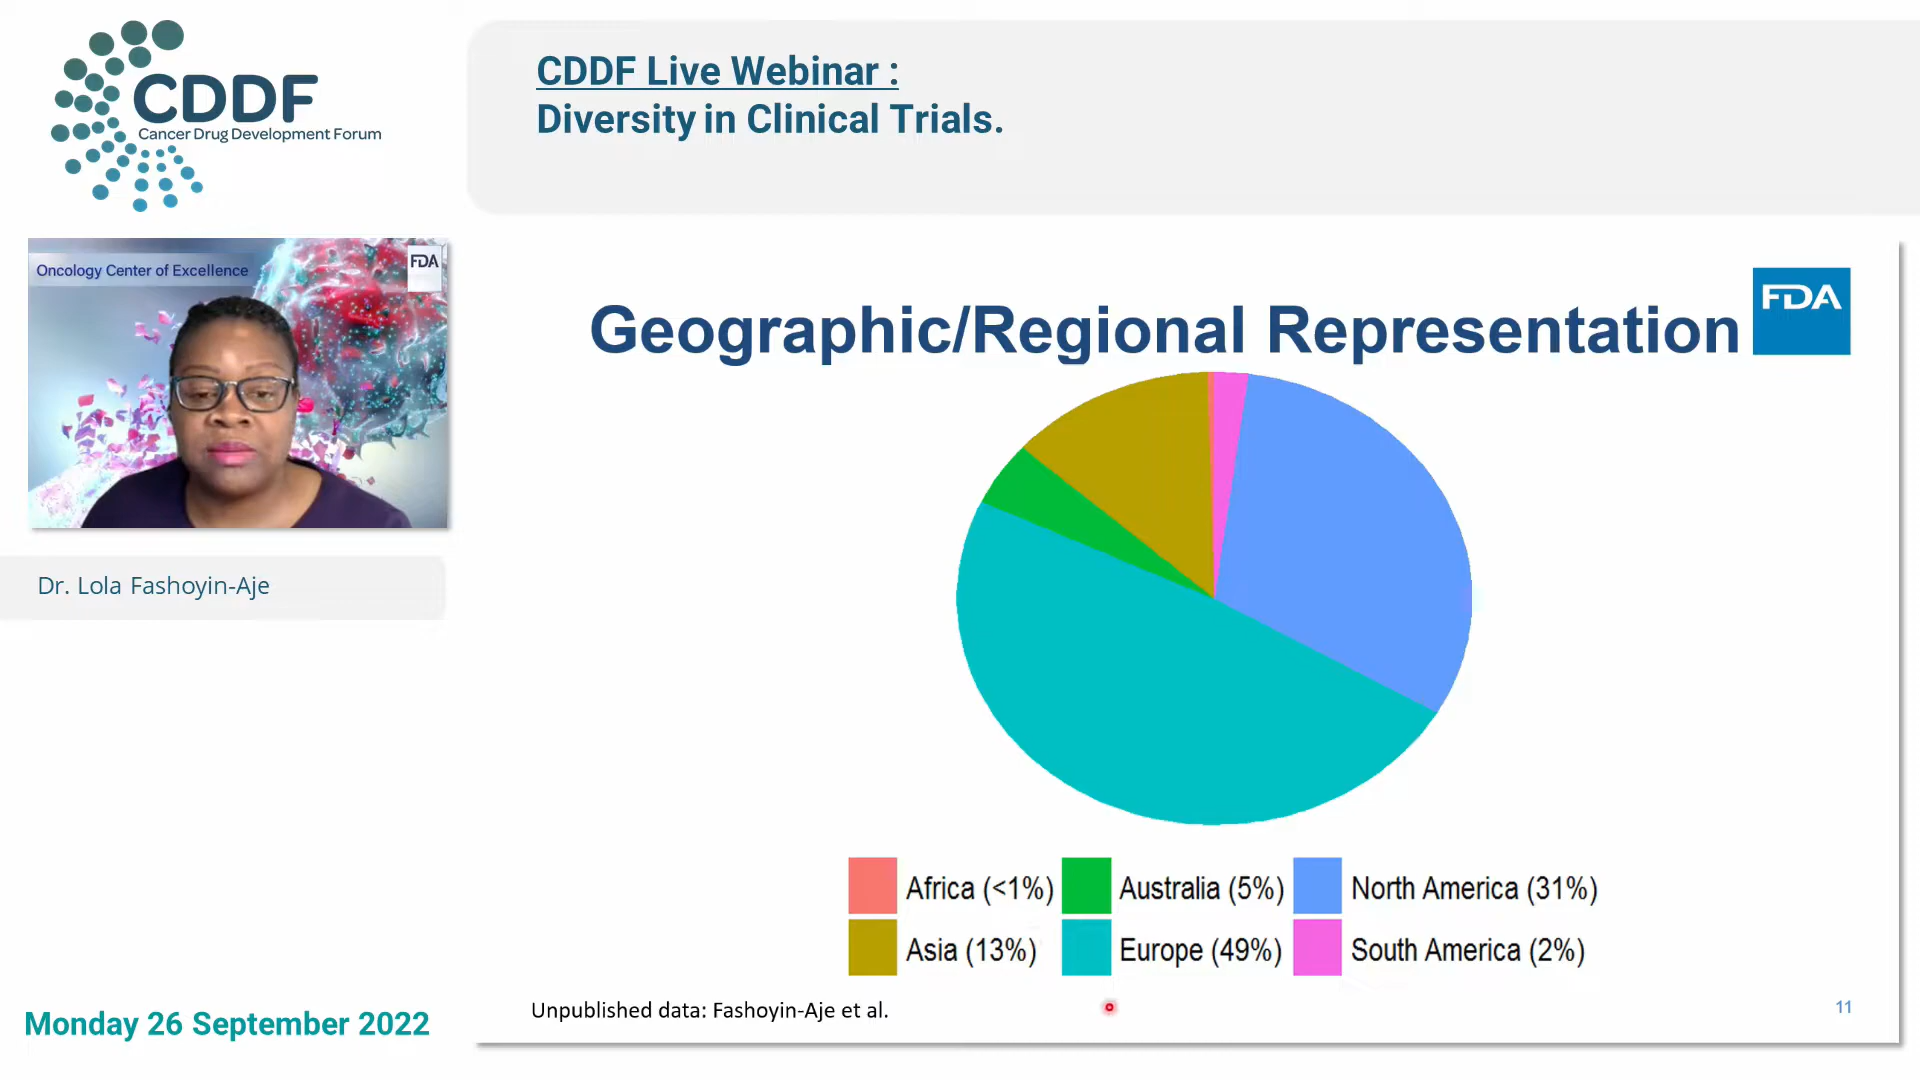 CDDF
Cancer Drug Development Forum
CDDF Live Webinar :
Diversity in Clinical Trials.
Oncology Center of Excellence
FDA
Dr. Lola Fashoyin-Aje
Geographic/Regional Representation
FDA
Africa (<1%)
Australia (5%)
North America (31%)
Asia (13%)
Europe (49%)
South America (2%)
Unpublished data: Fashoyin-Aje et al.
11
Monday 26 September 2022